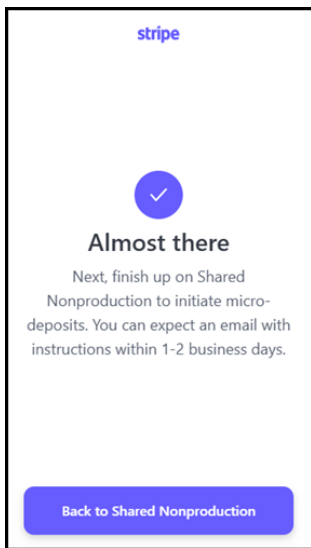 stripe
Almost there
Next, finish up on Shared
Nonproduction to initiate micro-
deposits. You can expect an email with
instructions within 1-2 business days.
Back to Shared Nonproduction